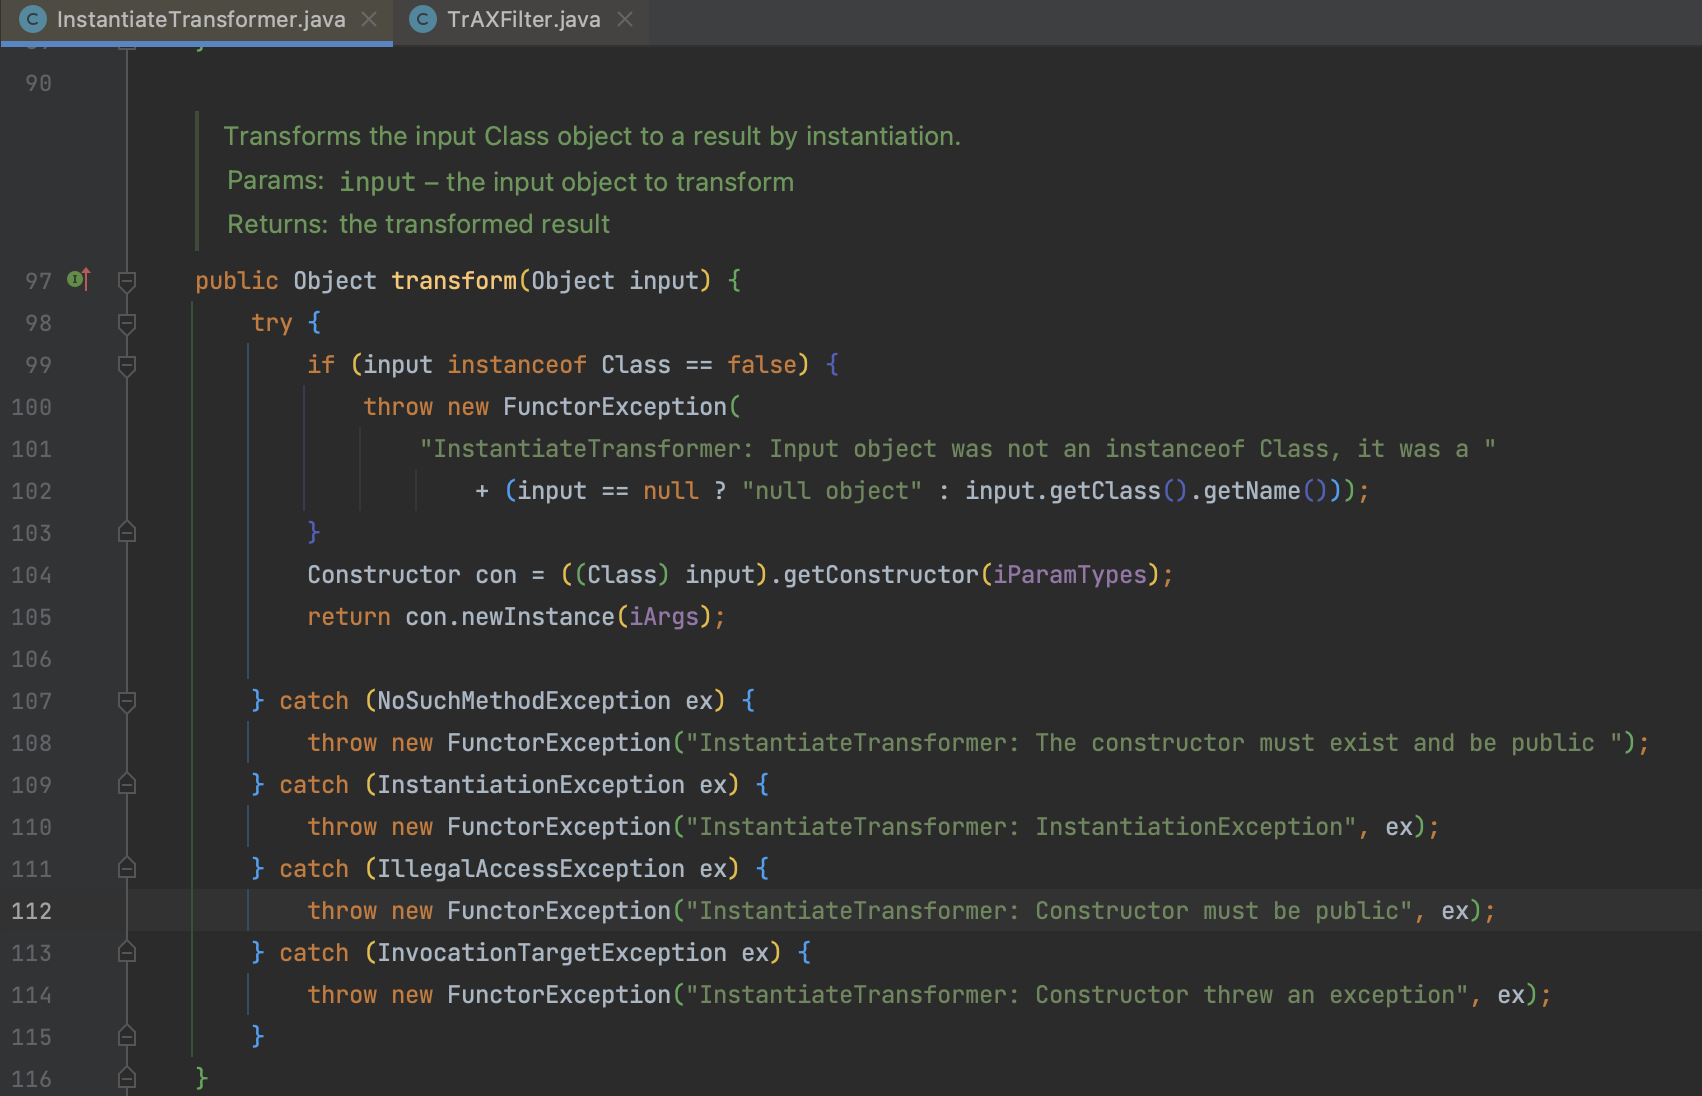 InstantiateTransformer.java
TrAXFilter.java
90
Transforms the input Class object to a result by instantiation.
Params: input – the input object to transform
Returns: the transformed result
97 public Object transform(Object input) {
98 try {
99 if (input instanceof Class == false) {
100 throw new FunctorException(
101 "InstantiateTransformer: Input object was not an instanceof Class, it was a "
102 + (input == null ? "null object" : input.getClass().getName()));
103 }
104 Constructor con = ((Class) input).getConstructor(iParamTypes);
105 return con.newInstance(iArgs);
106
107 } catch (NoSuchMethodException ex) {
108 throw new FunctorException("InstantiateTransformer: The constructor must exist and be public ");
109 } catch (InstantiationException ex) {
110 throw new FunctorException("InstantiateTransformer: InstantiationException", ex);
111 } catch (IllegalAccessException ex) {
112 throw new FunctorException("InstantiateTransformer: Constructor must be public", ex);
113 } catch (InvocationTargetException ex) {
114 throw new FunctorException("InstantiateTransformer: Constructor threw an exception", ex);
115 }
116 }